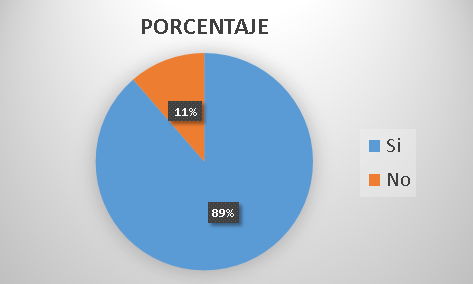 PORCENTAJE
11%
Si
No
89%